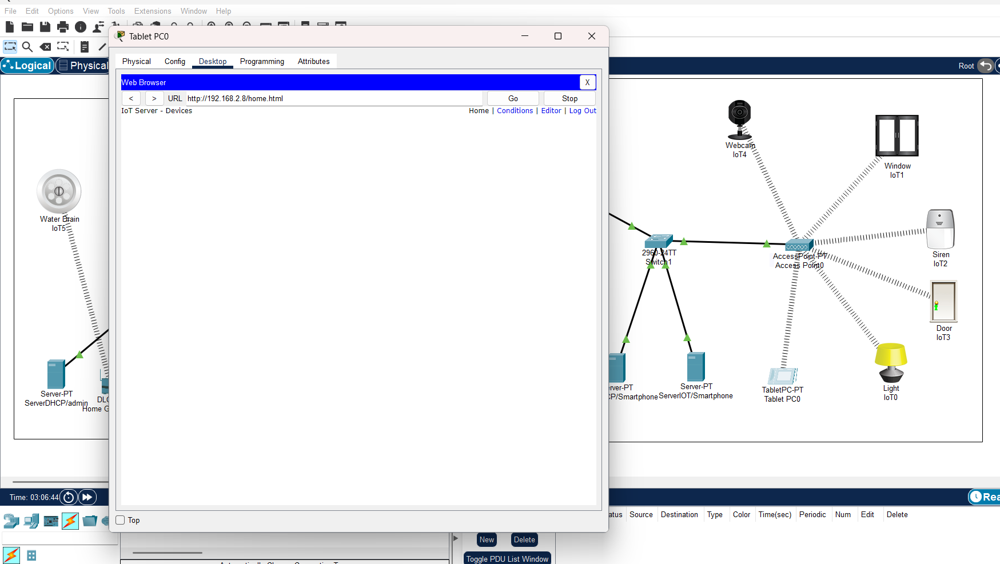 File Edit Options View Tools Extensions Window Help
Tablet PC0
Physical Config Desktop Programming Attributes
Logical
Physical
Root
Web Browser
X
< > URL http://192.168.2.8/home.html Go Stop
IoT Server - Devices
Home | Conditions | Editor | Log Out
Webcam
IoT4
Window
IoT1
Water Drain
IoT5
2960-24TT
Switch1
AccessPoint-PT
Access Point0
Siren
IoT2
Door
IoT3
Server-PT
ServerDHCP/admin
DLC
Home G
rver-PT
CP/Smartphone
Server-PT
ServerIOT/Smartphone
TabletPC-PT
Tablet PC0
Light
IoT0
Time: 03:06:44
Rea
Top
atus Source Destination Type Color Time(sec) Periodic Num Edit Delete
New Delete
Toggle PDU List Window